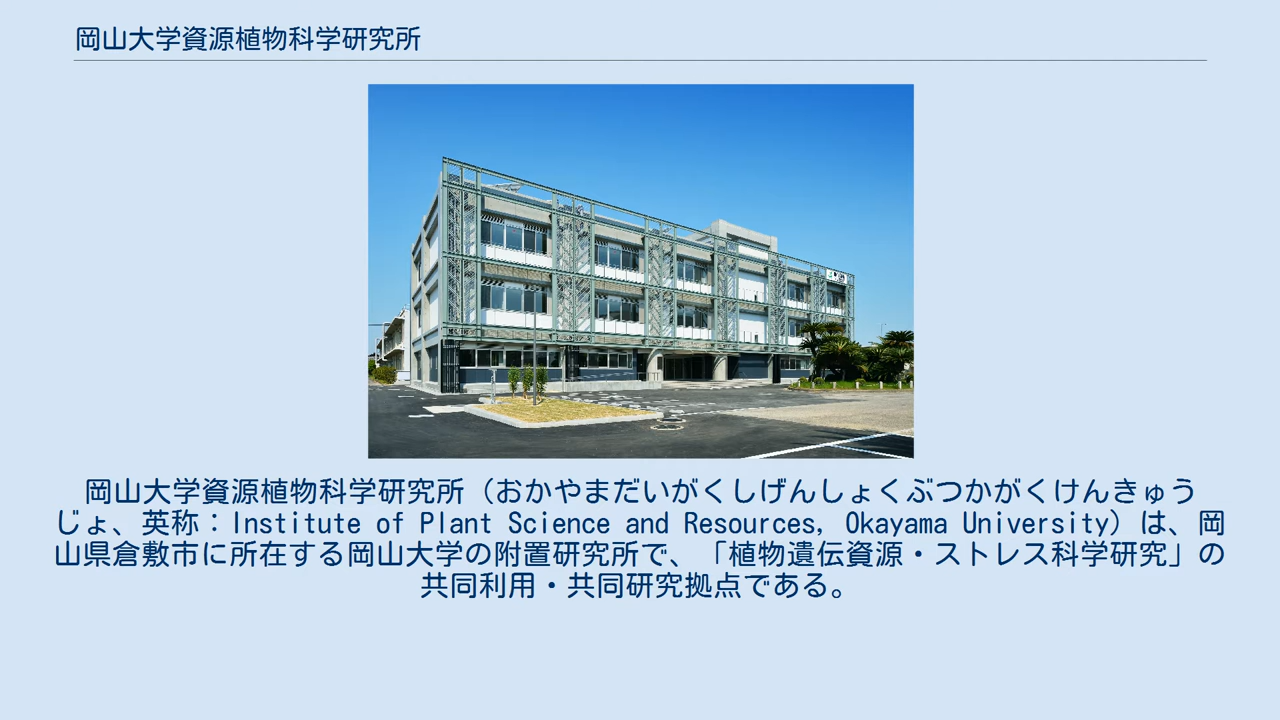 岡山大学資源植物科学研究所
岡山大学資源植物科学研究所（おかやまだいがくしげんしょくぶつかがくけんきゅう
じょ、英称：Institute of Plant Science and Resources, Okayama University）は、岡
山県倉敷市に所在する岡山大学の附置研究所で、「植物遺伝資源・ストレス科学研究」の
共同利用・共同研究拠点である。